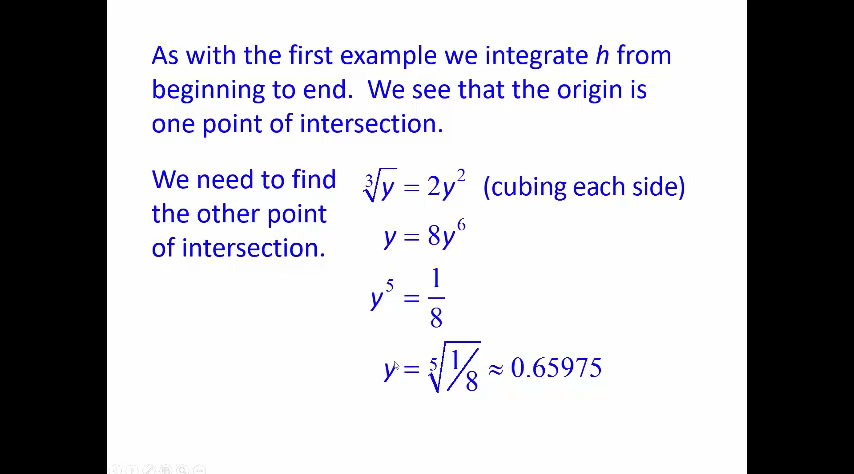 As with the first example we integrate h from
beginning to end.  We see that the origin is
one point of intersection.
We need to find
the other point
of intersection.
∛y = 2y² (cubing each side)
y = 8y⁶
y⁵ = 1/8
y = ⁵√(1/8) ≈ 0.65975